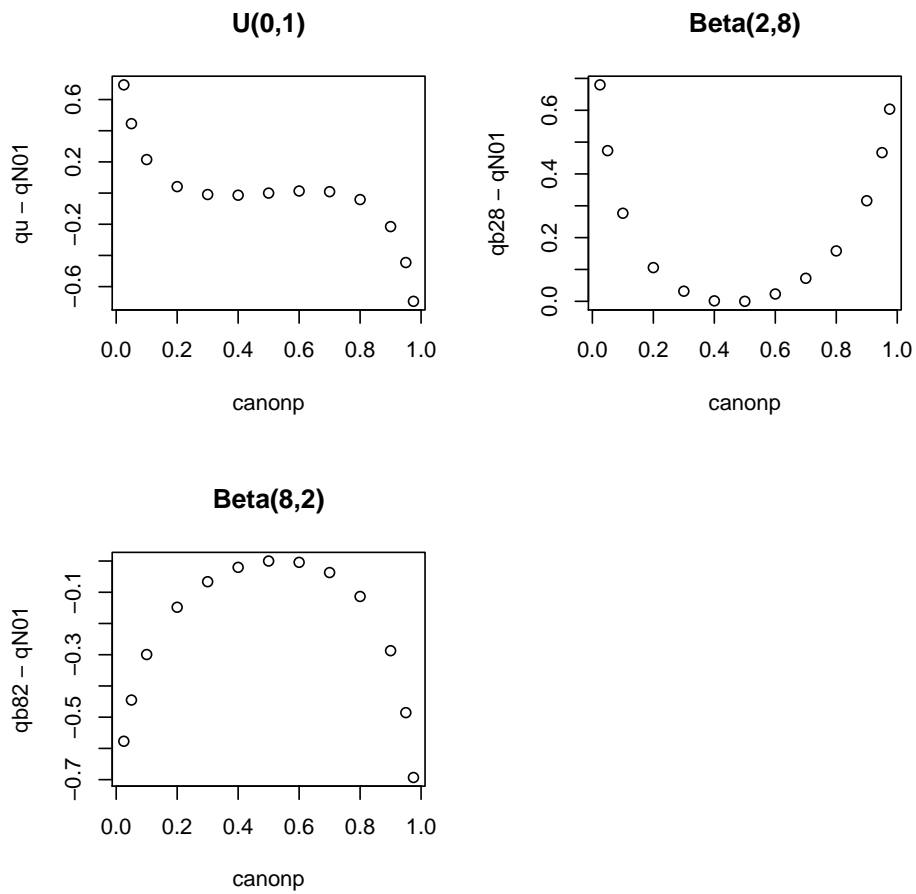 U(0,1)
qu − qN01
0.6
0.2
−0.2
−0.6
0.0 0.2 0.4 0.6 0.8 1.0
canonp
Beta(2,8)
qb28 − qN01
0.6
0.4
0.2
0.0
0.0 0.2 0.4 0.6 0.8 1.0
canonp
Beta(8,2)
qb82 − qN01
−0.1
−0.3
−0.5
−0.7
0.0 0.2 0.4 0.6 0.8 1.0
canonp